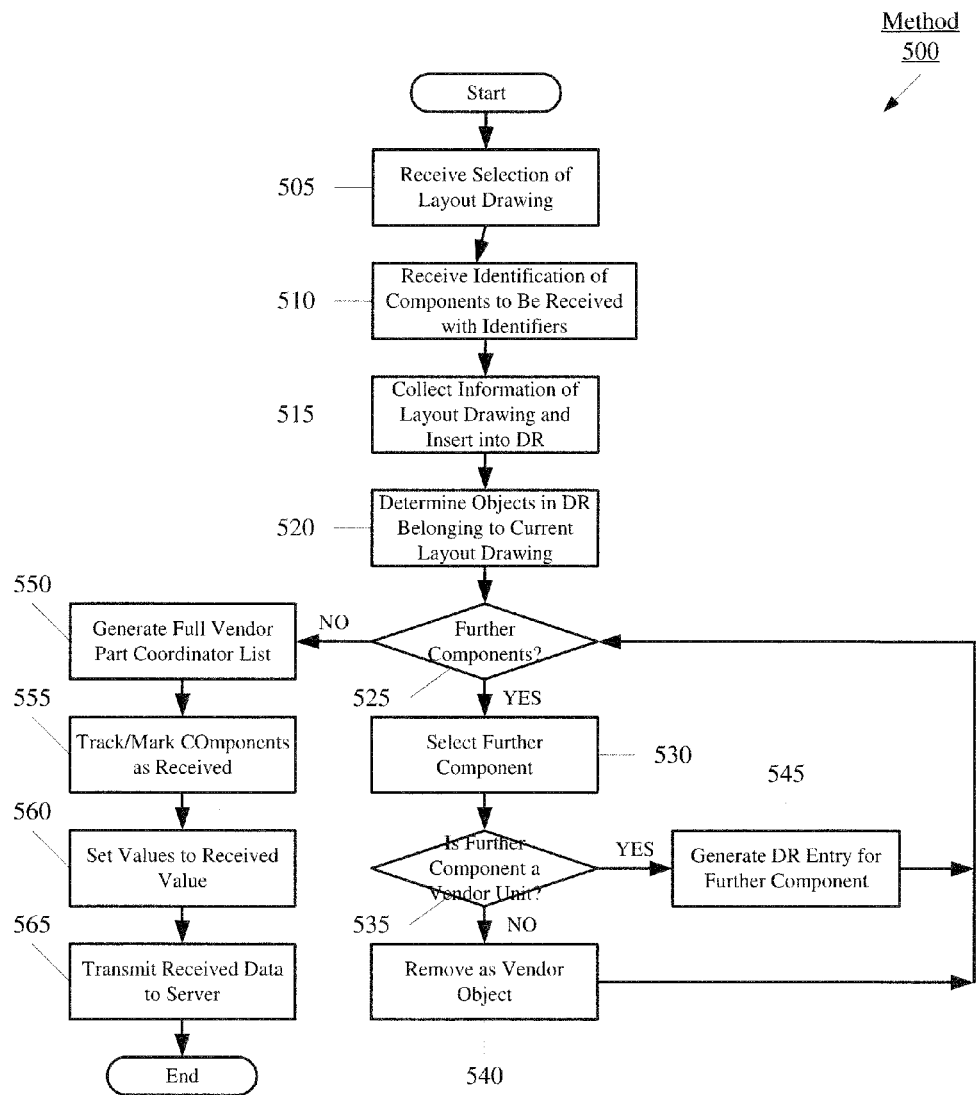 Method
500
Start
505
Receive Selection of
Layout Drawing
510
Receive Identification of
Components to Be Received
with Identifiers
515
Collect Information of
Layout Drawing and
Insert into DR
520
Determine Objects in DR
Belonging to Current
Layout Drawing
550
Generate Full Vendor
Part Coordinator List
NO
Further
Components?
525
YES
555
Track/Mark COmponents
as Received
Select Further
Component
530
545
560
Set Values to Received
Value
Is Further
Component a
Vendor Unit?
YES
Generate DR Entry for
Further Component
535
NO
565
Transmit Received Data
to Server
Remove as Vendor
Object
End
540